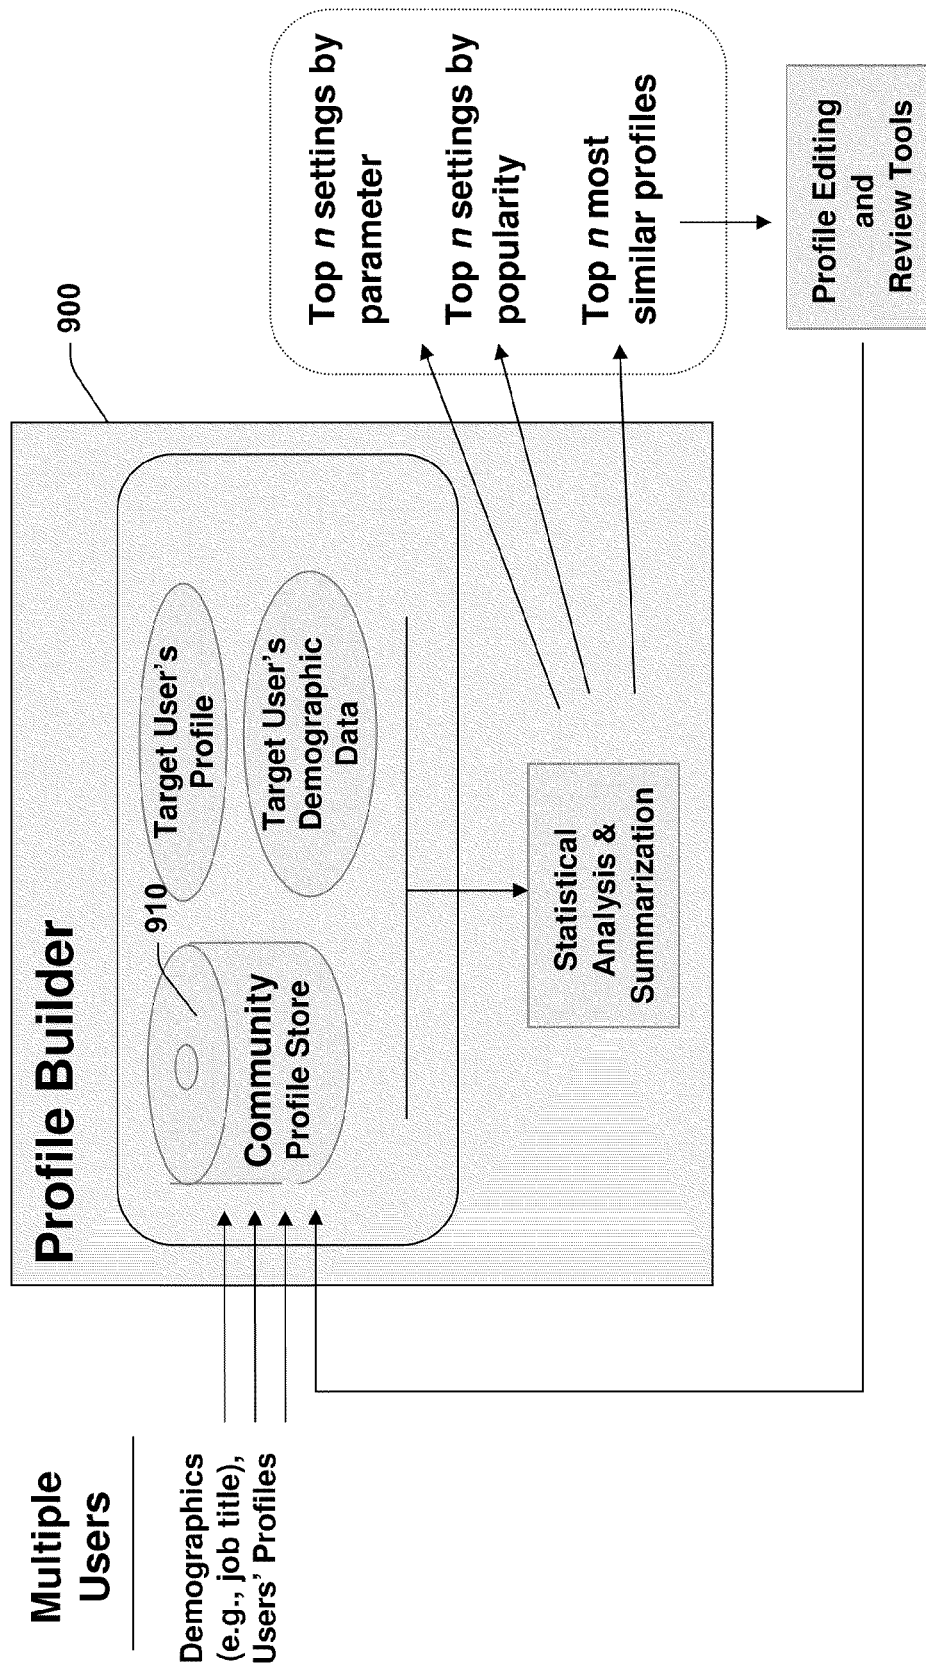 Multiple
Users
Demographics
(e.g., job title),
Users' Profiles
Profile Builder
900
910
Community
Profile Store
Target User's
Profile
Target User's
Demographic
Data
Statistical
Analysis &
Summarization
Top n settings by
parameter
Top n settings by
popularity
Top n most
similar profiles
Profile Editing
and
Review Tools